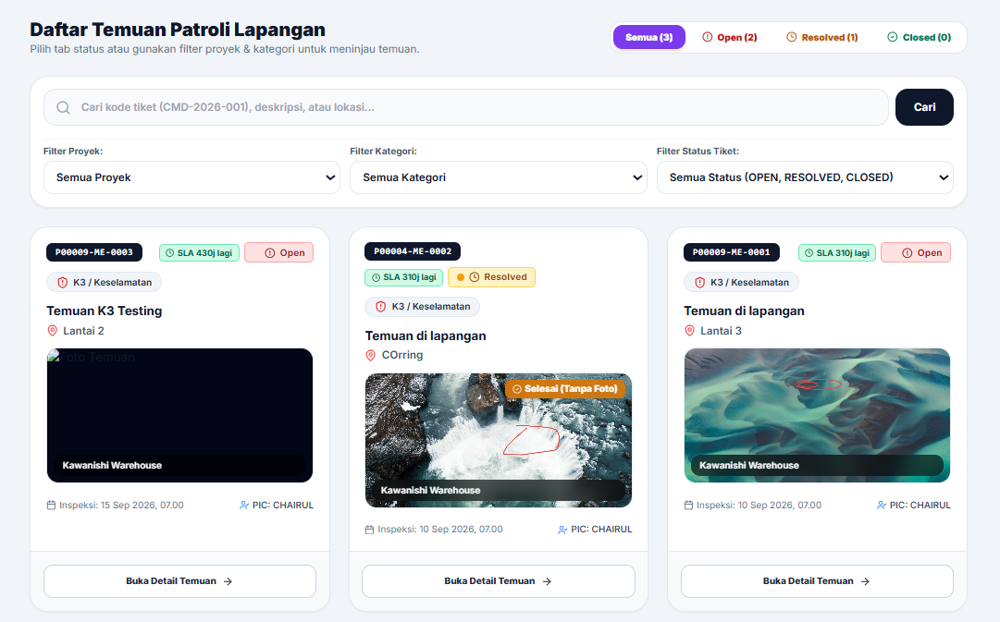 Daftar Temuan Patroli Lapangan
Pilih tab status atau gunakan filter proyek & kategori untuk meninjau temuan.
Semua (3)
Open (2)
Resolved (1)
Closed (0)
Cari kode tiket (CMD-2026-001), deskripsi, atau lokasi...
Cari
Filter Proyek:
Semua Proyek
Filter Kategori:
Semua Kategori
Filter Status Tiket:
Semua Status (OPEN, RESOLVED, CLOSED)
P00009-ME-0003
SLA 430j lagi
Open
K3 / Keselamatan
Temuan K3 Testing
Lantai 2
Foto Temuan
Kawanishi Warehouse
Inspeksi: 15 Sep 2026, 07.00
PIC: CHAIRUL
Buka Detail Temuan →
P00004-ME-0002
SLA 310j lagi
Resolved
K3 / Keselamatan
Temuan di lapangan
COrring
Selesai (Tanpa Foto)
Kawanishi Warehouse
Inspeksi: 10 Sep 2026, 07.00
PIC: CHAIRUL
Buka Detail Temuan →
P00009-ME-0001
SLA 310j lagi
Open
K3 / Keselamatan
Temuan di lapangan
Lantai 3
Kawanishi Warehouse
Inspeksi: 10 Sep 2026, 07.00
PIC: CHAIRUL
Buka Detail Temuan →